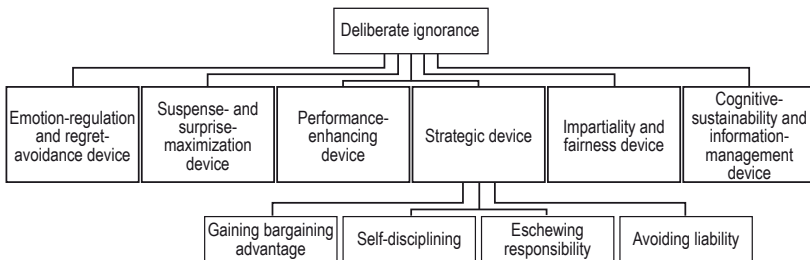 Deliberate ignorance
Emotion-regulation
and regret-
avoidance device
Suspense- and
surprise-
maximization
device
Performance-
enhancing
device
Strategic device
Impartiality and
fairness device
Cognitive-
sustainability and
information-
management
device
Gaining bargaining
advantage
Self-disciplining
Eschewing
responsibility
Avoiding liability